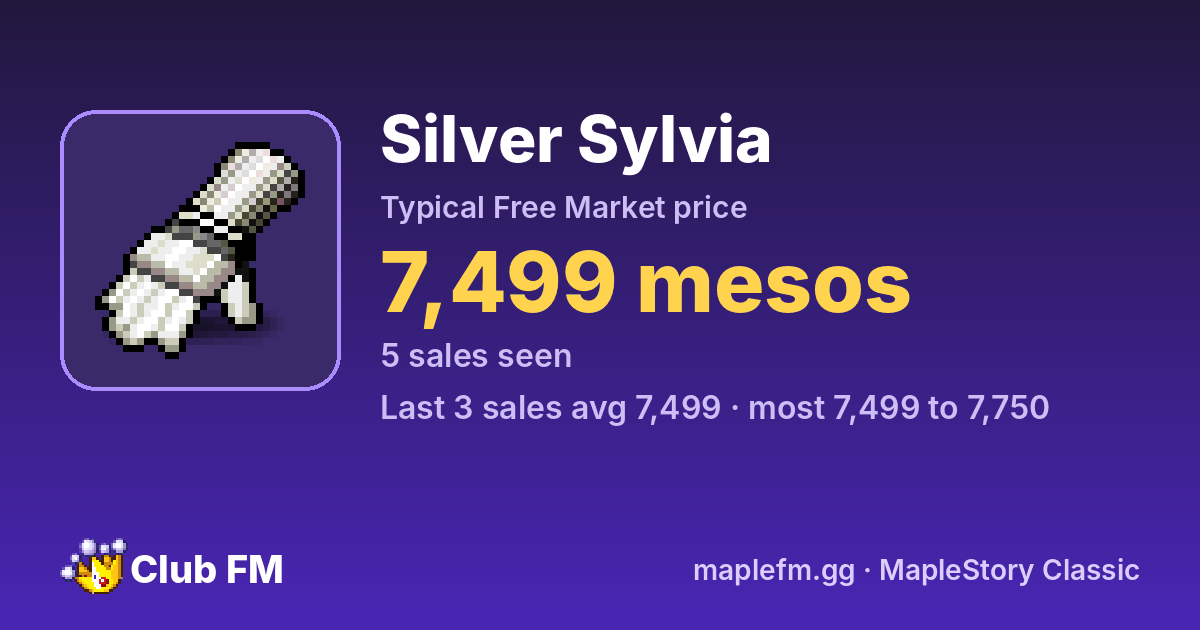 Silver Sylvia
Typical Free Market price
7,499 mesos
5 sales seen
Last 3 sales avg 7,499 · most 7,499 to 7,750
Club FM
maplefm.gg · MapleStory Classic